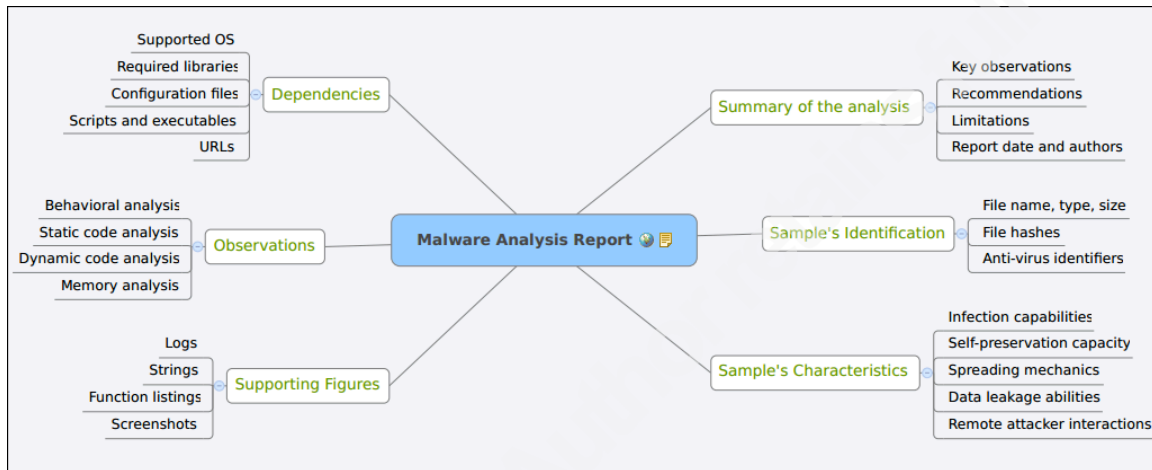 Malware Analysis Report
Dependencies
Supported OS
Required libraries
Configuration files
Scripts and executables
URLs
Observations
Behavioral analysis
Static code analysis
Dynamic code analysis
Memory analysis
Supporting Figures
Logs
Strings
Function listings
Screenshots
Summary of the analysis
Key observations
Recommendations
Limitations
Report date and authors
Sample's Identification
File name, type, size
File hashes
Anti-virus identifiers
Sample's Characteristics
Infection capabilities
Self-preservation capacity
Spreading mechanics
Data leakage abilities
Remote attacker interactions